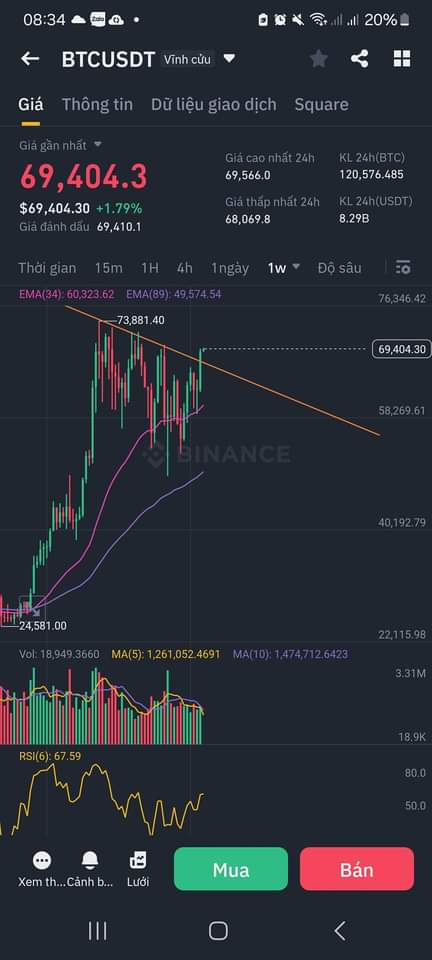 08:34 Zalo 20%
BTCUSDT Vĩnh cửu
Giá Thông tin Dữ liệu giao dịch Square
Giá gần nhất
69,404.3
$69,404.30 +1.79%
Giá đánh dấu 69,410.1
Giá cao nhất 24h KL 24h(BTC)
69,566.0 120,576.485
Giá thấp nhất 24h KL 24h(USDT)
68,069.8 8.29B
Thời gian 15m 1H 4h 1ngày 1w Độ sâu
EMA(34): 60,323.62 EMA(89): 49,574.54
76,346.42
73,881.40
69,404.30
58,269.61
BINANCE
40,192.79
24,581.00
22,115.98
Vol: 18,949.3660 MA(5): 1,261,052.4691 MA(10): 1,474,712.6423
3.31M
18.9K
RSI(6): 67.59
80.0
50.0
Xem th... Cảnh b... Lưới
Mua Bán